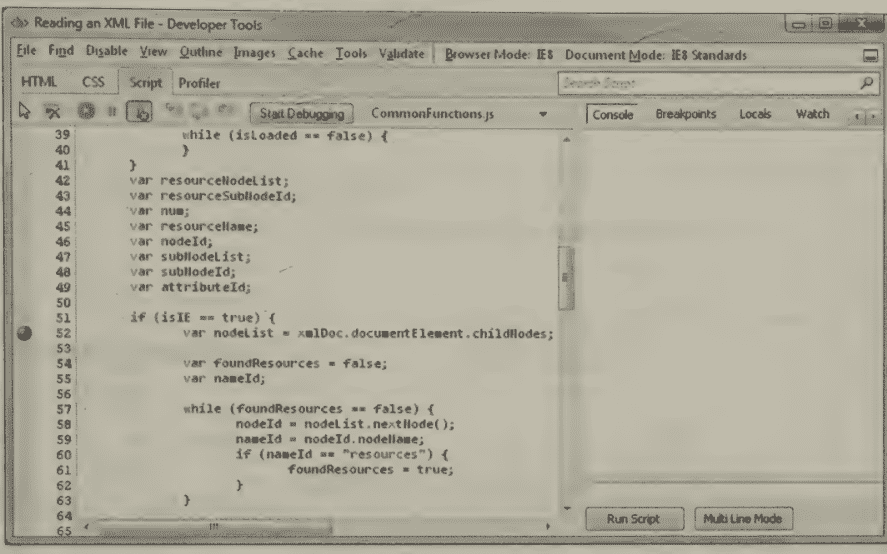 Reading an XML File - Developer Tools
File Find Disable View Outline Images Cache Tools Validate Browser Mode: IE8 Document Mode: IE8 Standards
HTML CSS Script Profiler Search Script
Start Debugging CommonFunctions.js Console Breakpoints Locals Watch
39 while (isLoaded == false) {
40 }
41 }
42 var resourceNodeList;
43 var resourceSubNodeId;
44 var num;
45 var resourceName;
46 var nodeId;
47 var subNodeList;
48 var subNodeId;
49 var attributeId;
50
51 if (isIE == true) {
52 var nodeList = xmlDoc.documentElement.childNodes;
53
54 var foundResources = false;
55 var nameId;
56
57 while (foundResources == false) {
58 nodeId = nodeList.nextNode();
59 nameId = nodeId.nodeName;
60 if (nameId == "resources") {
61 foundResources = true;
62 }
63 }
64
65
Run Script Multi Line Mode